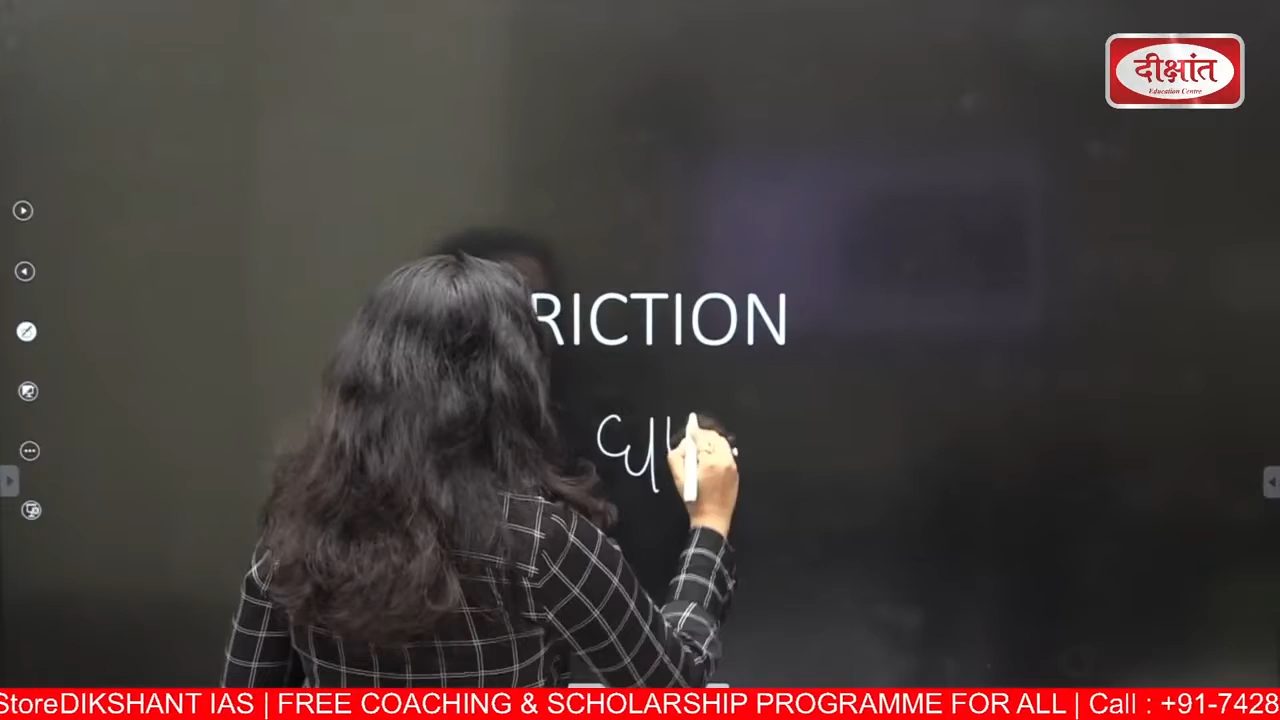 दीक्षांत
Education Centre
RICTION
StoreDIKSHANT IAS | FREE COACHING & SCHOLARSHIP PROGRAMME FOR ALL | Call : +91-7428